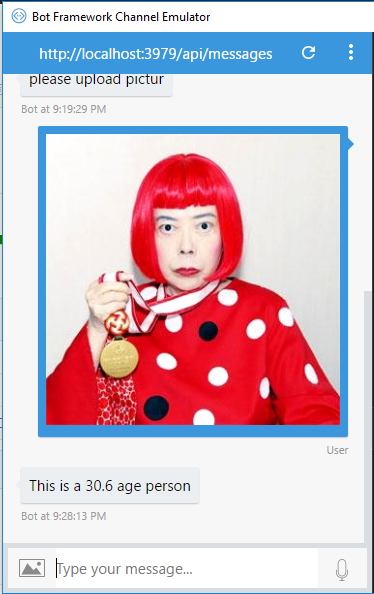 Bot Framework Channel Emulator
http://localhost:3979/api/messages
please upload pictur
Bot at 9:19:29 PM
User
This is a 30.6 age person
Bot at 9:28:13 PM
Type your message...